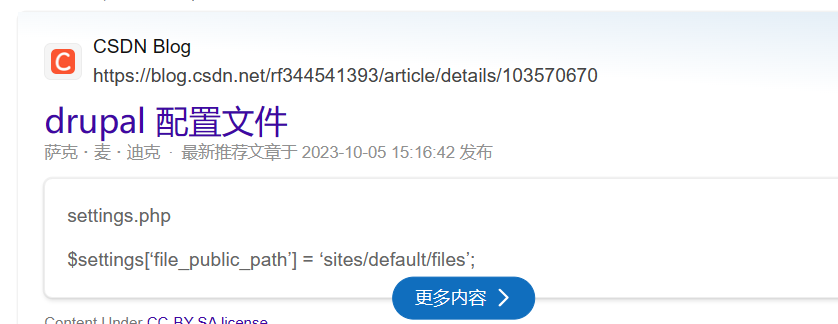 CSDN Blog
https://blog.csdn.net/rf344541393/article/details/103570670
drupal 配置文件
萨克·麦·迪克 · 最新推荐文章于 2023-10-05 15:16:42 发布
settings.php
$settings[‘file_public_path’] = ‘sites/default/files’;
更多内容
Content Under CC-BY-SA license